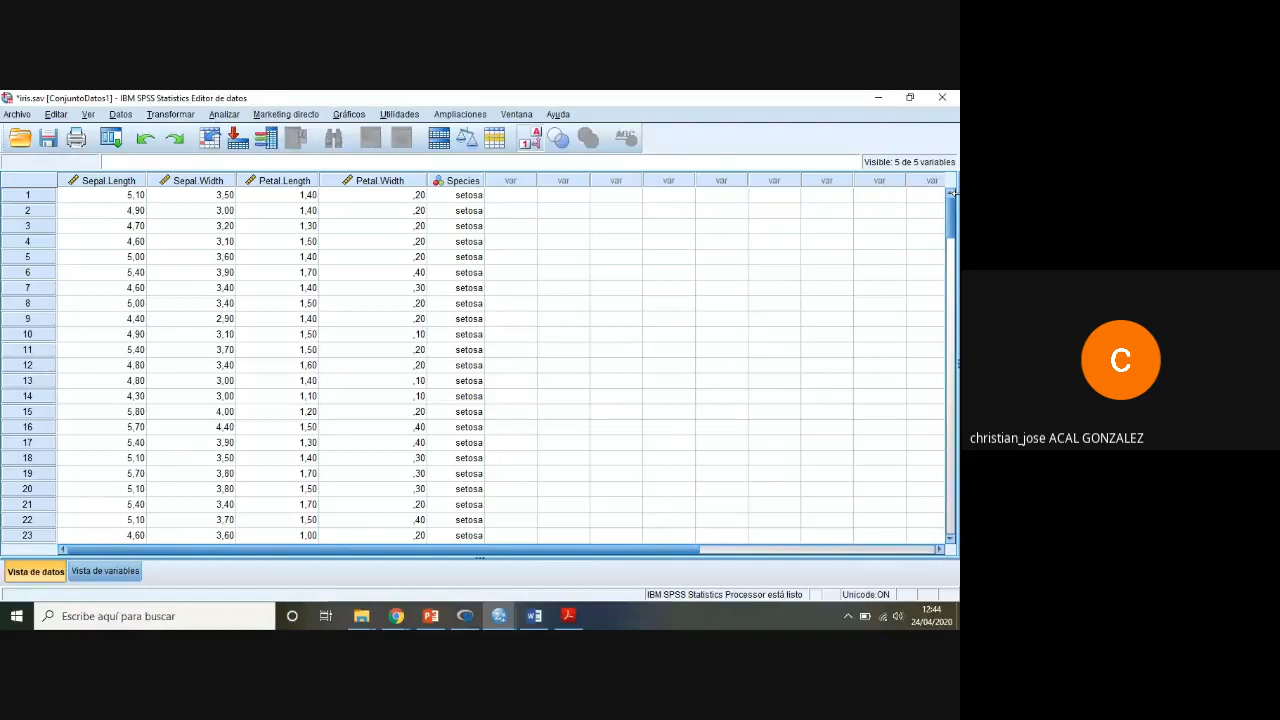 *iris.sav [ConjuntoDatos1] - IBM SPSS Statistics Editor de datos
Archivo Editar Ver Datos Transformar Analizar Marketing directo Gráficos Utilidades Ampliaciones Ventana Ayuda
Visible: 5 de 5 variables
Sepal.Length Sepal.Width Petal.Length Petal.Width Species var var var var var var var var var
1 5,10 3,50 1,40 ,20 setosa
2 4,90 3,00 1,40 ,20 setosa
3 4,70 3,20 1,30 ,20 setosa
4 4,60 3,10 1,50 ,20 setosa
5 5,00 3,60 1,40 ,20 setosa
6 5,40 3,90 1,70 ,40 setosa
7 4,60 3,40 1,40 ,30 setosa
8 5,00 3,40 1,50 ,20 setosa
9 4,40 2,90 1,40 ,20 setosa
10 4,90 3,10 1,50 ,10 setosa
11 5,40 3,70 1,50 ,20 setosa
12 4,80 3,40 1,60 ,20 setosa
13 4,80 3,00 1,40 ,10 setosa
14 4,30 3,00 1,10 ,10 setosa
15 5,80 4,00 1,20 ,20 setosa
16 5,70 4,40 1,50 ,40 setosa
17 5,40 3,90 1,30 ,40 setosa
18 5,10 3,50 1,40 ,30 setosa
19 5,70 3,80 1,70 ,30 setosa
20 5,10 3,80 1,50 ,30 setosa
21 5,40 3,40 1,70 ,20 setosa
22 5,10 3,70 1,50 ,40 setosa
23 4,60 3,60 1,00 ,20 setosa
Vista de datos Vista de variables
IBM SPSS Statistics Processor está listo Unicode:ON
Escribe aquí para buscar
12:44
24/04/2020
C
christian_jose ACAL GONZALEZ